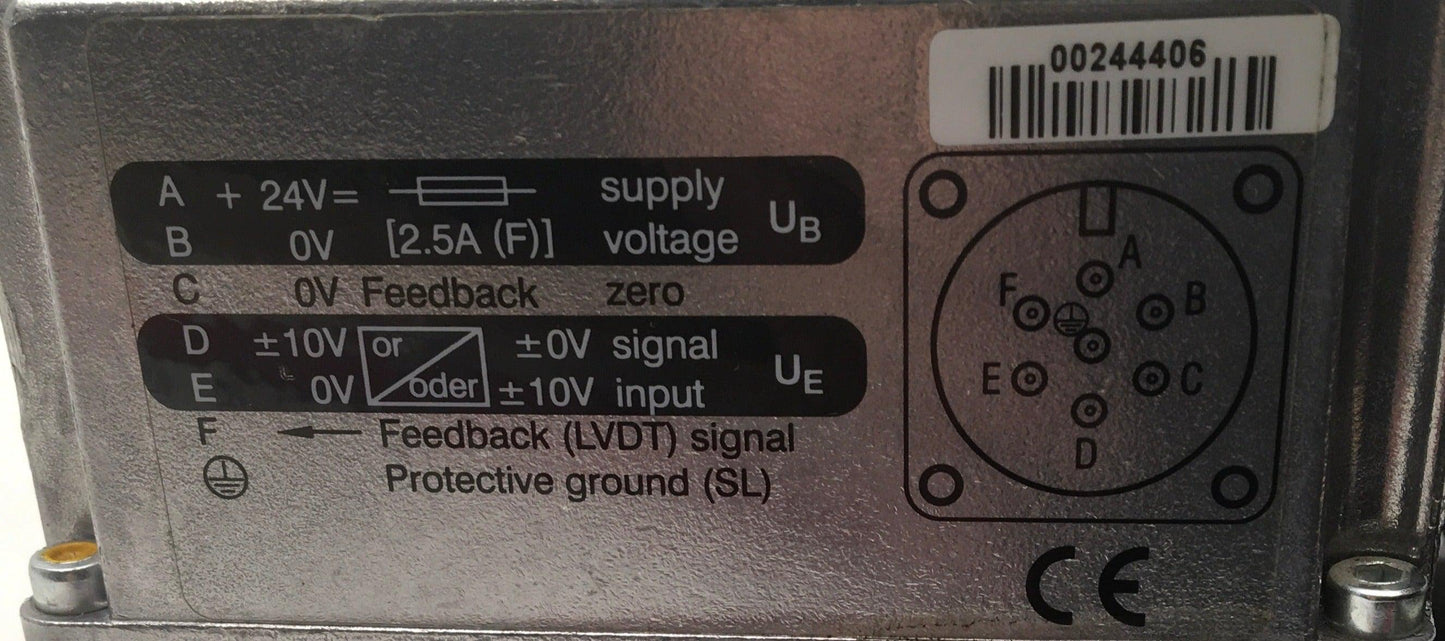 00244406
A + 24V= supply
B 0V [2.5A (F)] voltage UB
C 0V Feedback zero
D ±10V or ±0V signal
E 0V oder ±10V input UE
F Feedback (LVDT) signal
Protective ground (SL)
A
F B
E C
D
CE